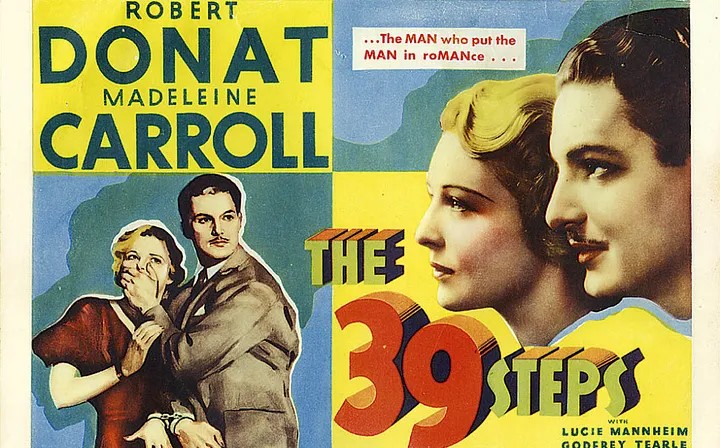 ROBERT
DONAT
MADELEINE
CARROLL
...The MAN who put the
MAN in roMANce . . .
THE
39 STEPS
WITH
LUCIE MANNHEIM
GODFREY TEARLE